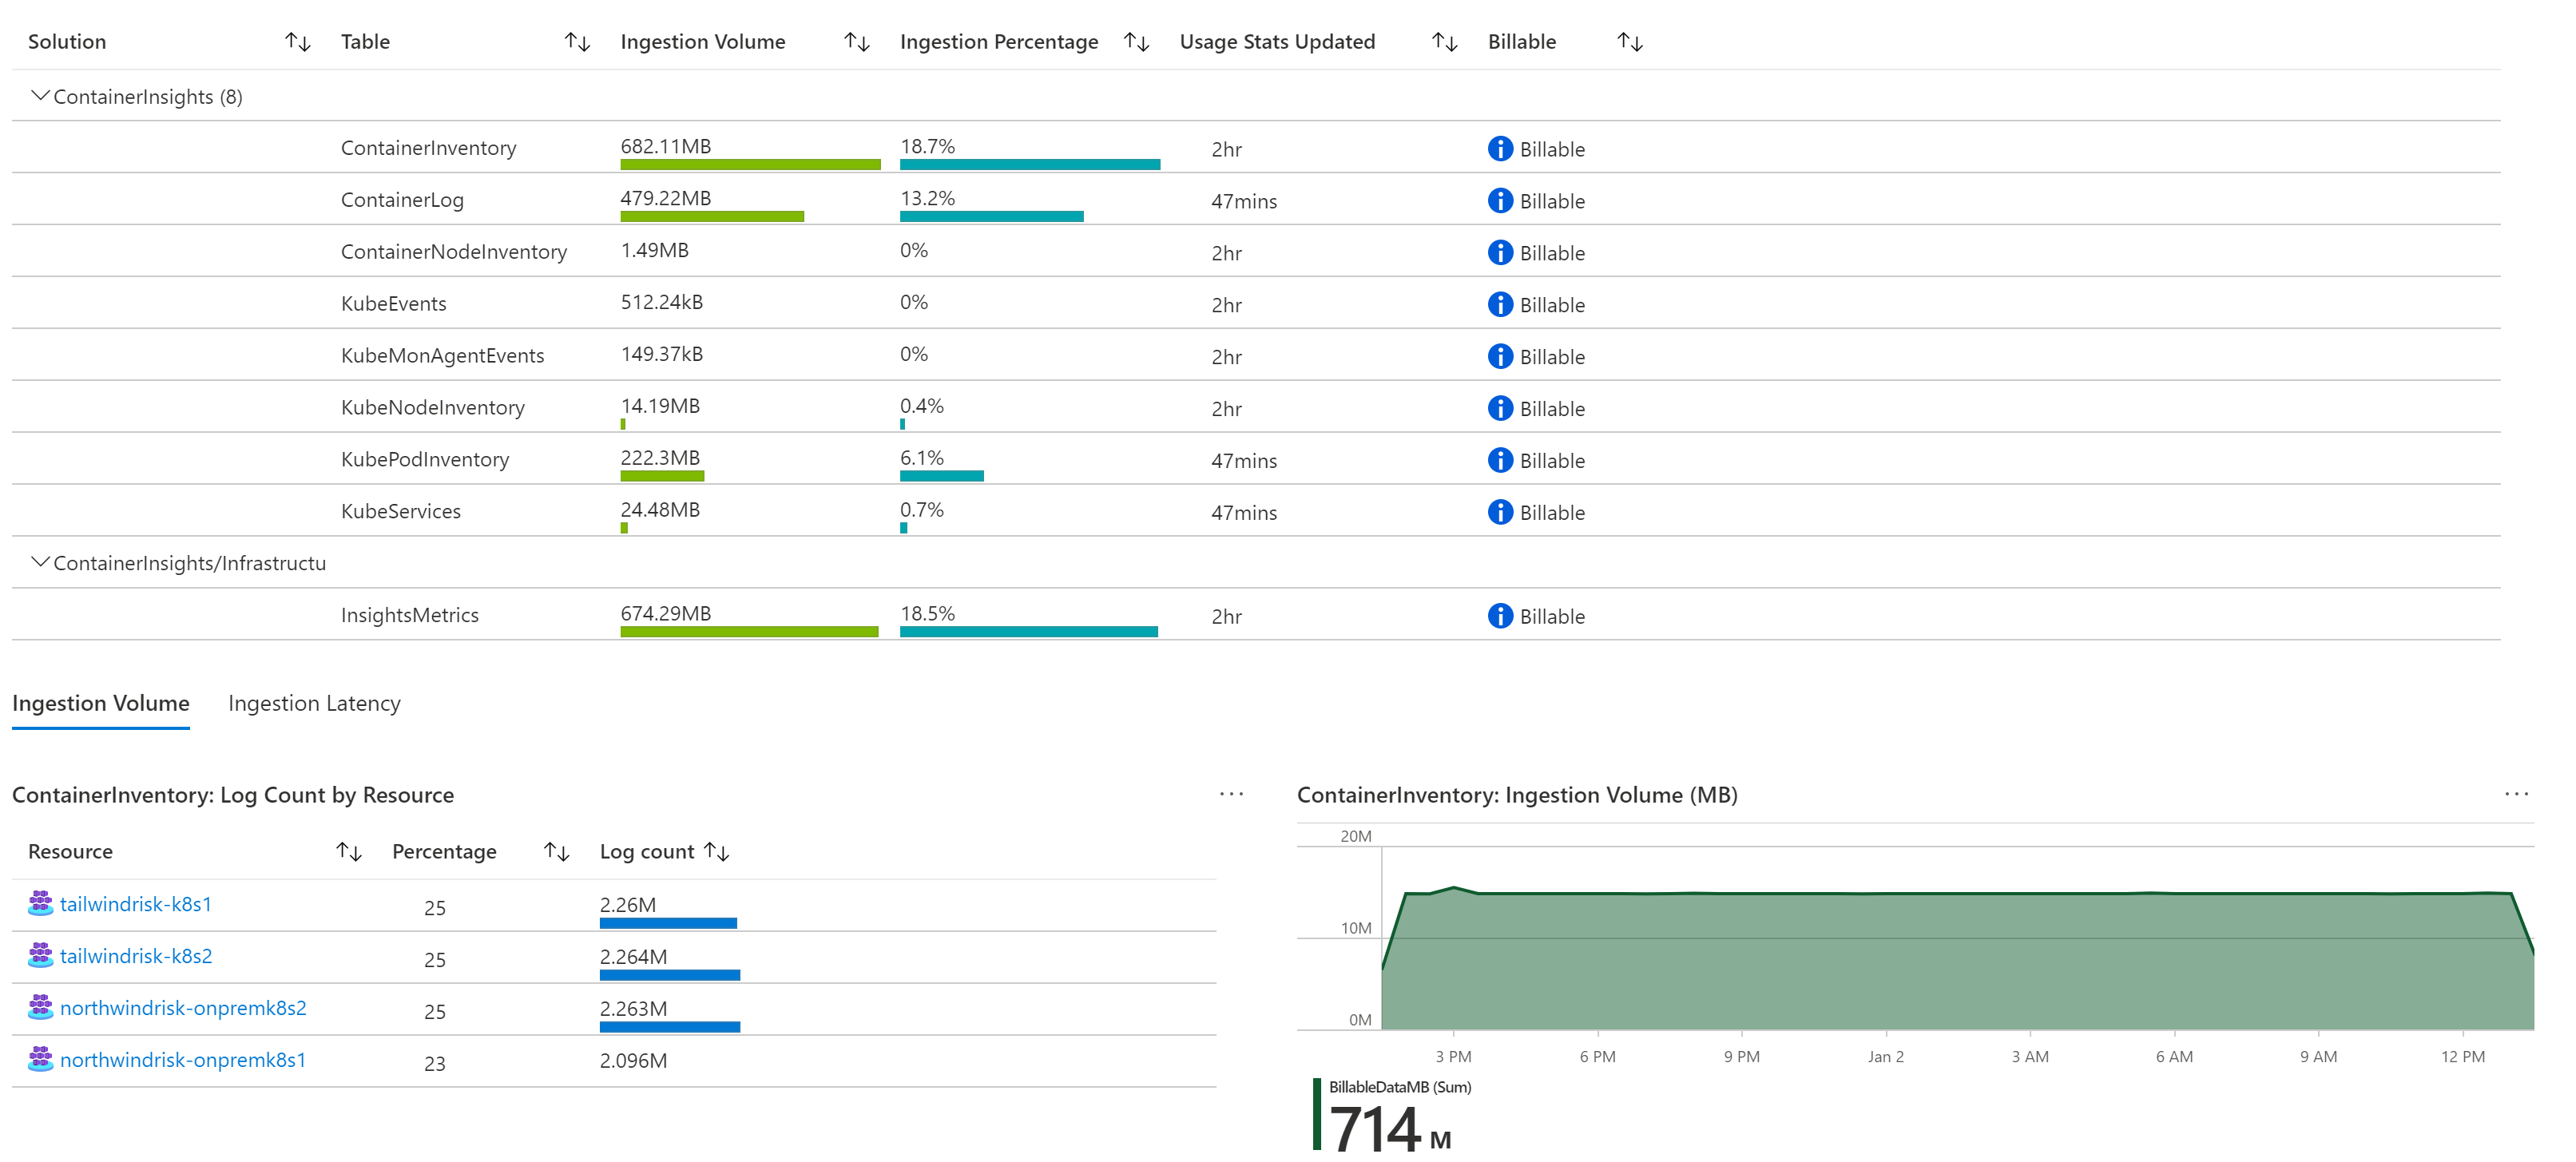 Solution Table Ingestion Volume Ingestion Percentage Usage Stats Updated Billable
ContainerInsights (8)
ContainerInventory 682.11MB 18.7% 2hr Billable
ContainerLog 479.22MB 13.2% 47mins Billable
ContainerNodeInventory 1.49MB 0% 2hr Billable
KubeEvents 512.24kB 0% 2hr Billable
KubeMonAgentEvents 149.37kB 0% 2hr Billable
KubeNodeInventory 14.19MB 0.4% 2hr Billable
KubePodInventory 222.3MB 6.1% 47mins Billable
KubeServices 24.48MB 0.7% 47mins Billable
ContainerInsights/Infrastructu
InsightsMetrics 674.29MB 18.5% 2hr Billable
Ingestion Volume Ingestion Latency
ContainerInventory: Log Count by Resource
Resource Percentage Log count
tailwindrisk-k8s1 25 2.26M
tailwindrisk-k8s2 25 2.264M
northwindrisk-onpremk8s2 25 2.263M
northwindrisk-onpremk8s1 23 2.096M
ContainerInventory: Ingestion Volume (MB)
20M
10M
0M
3 PM 6 PM 9 PM Jan 2 3 AM 6 AM 9 AM 12 PM
BillableDataMB (Sum)
714 M